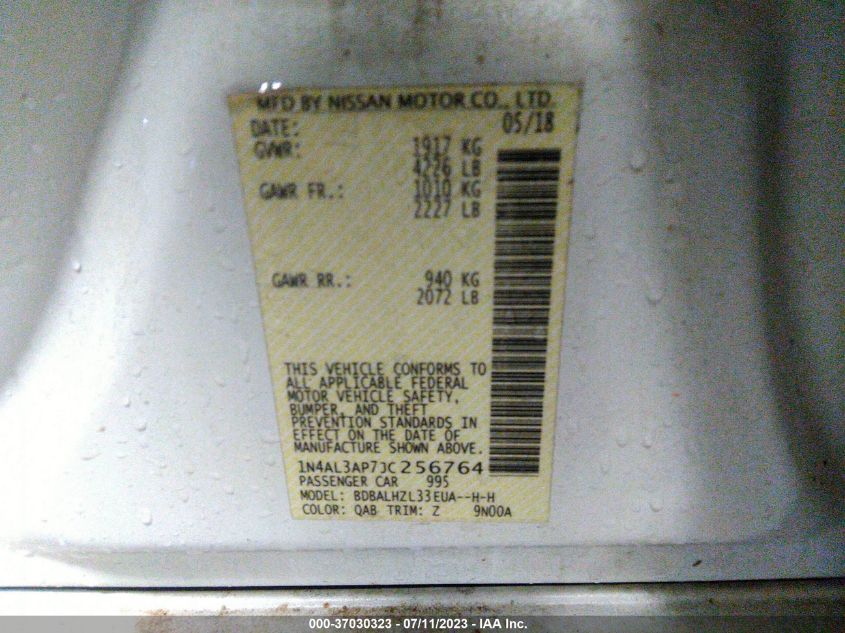 MFD BY NISSAN MOTOR CO., LTD.
DATE: 05/18
GVWR: 1917 KG
4226 LB
GAWR FR.: 1010 KG
2227 LB
GAWR RR.: 940 KG
2072 LB
THIS VEHICLE CONFORMS TO
ALL APPLICABLE FEDERAL
MOTOR VEHICLE SAFETY,
BUMPER, AND THEFT
PREVENTION STANDARDS IN
EFFECT ON THE DATE OF
MANUFACTURE SHOWN ABOVE.
1N4AL3AP7JC256764
PASSENGER CAR 995
MODEL: BDBALHZL33EUA--H-H
COLOR: QAB TRIM: Z 9N00A
000-37030323 - 07/11/2023 - IAA Inc.